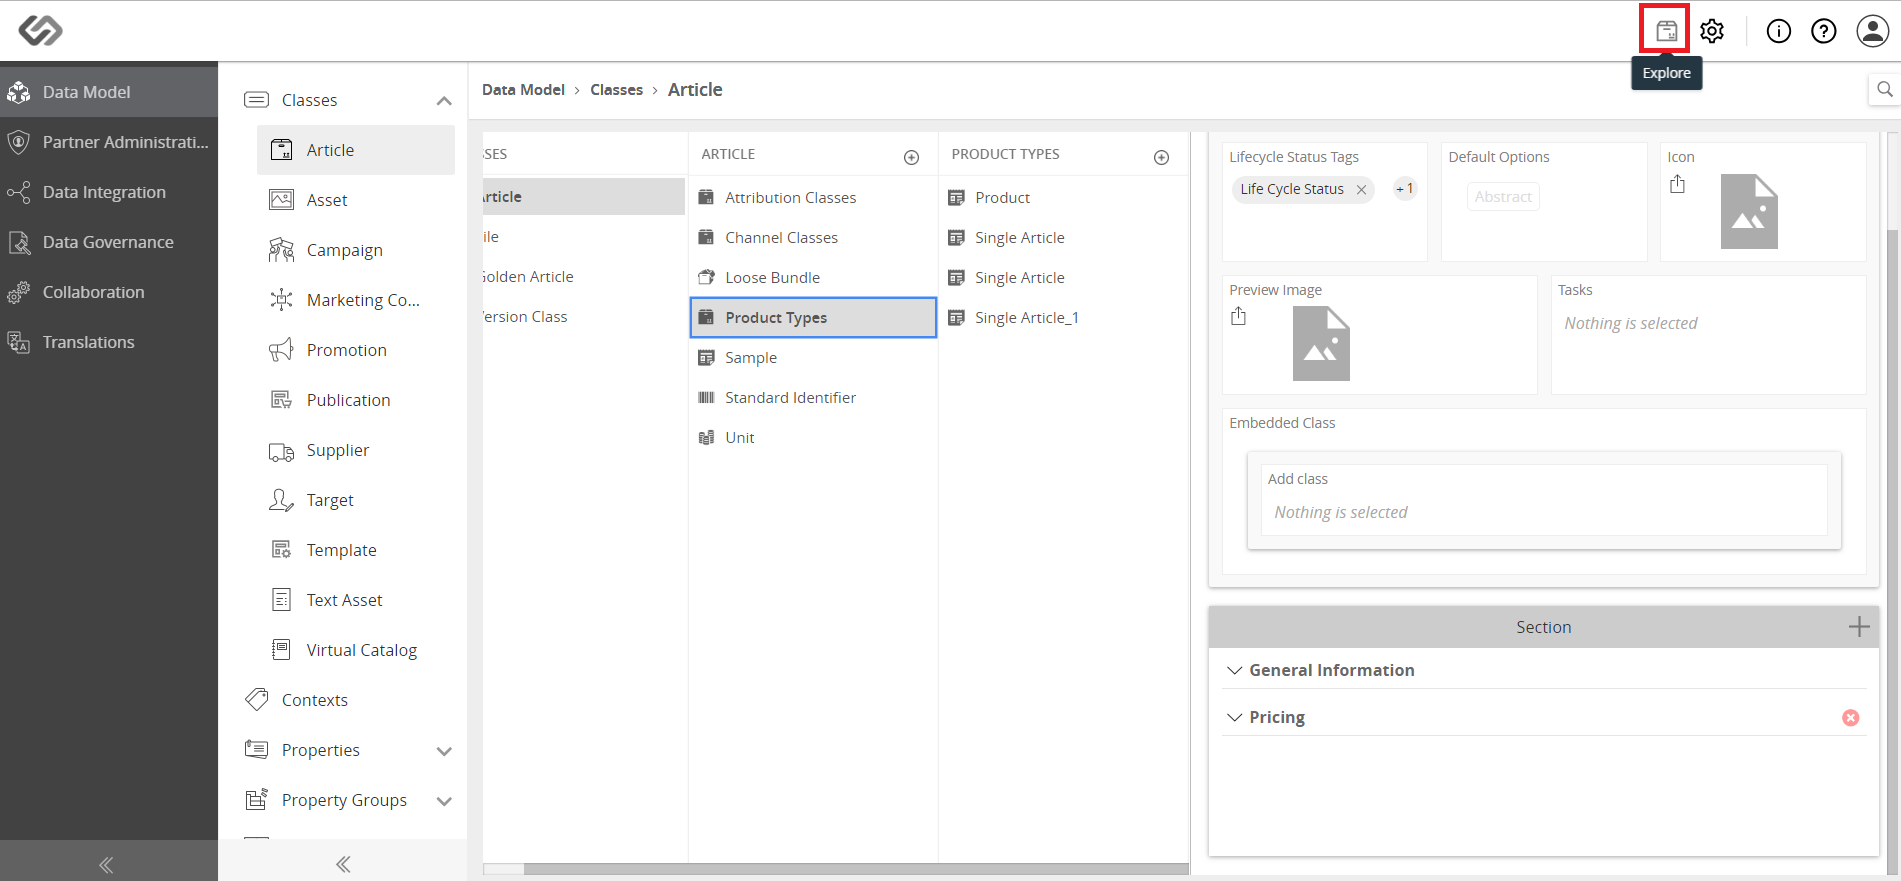 Explore
Data Model
Partner Administrati...
Data Integration
Data Governance
Collaboration
Translations
Classes
Article
Asset
Campaign
Marketing Co...
Promotion
Publication
Supplier
Target
Template
Text Asset
Virtual Catalog
Contexts
Properties
Property Groups
Data Model > Classes > Article
SSES
Article
ile
Golden Article
Version Class
ARTICLE
Attribution Classes
Channel Classes
Loose Bundle
Product Types
Sample
Standard Identifier
Unit
PRODUCT TYPES
Product
Single Article
Single Article
Single Article_1
Lifecycle Status Tags
Life Cycle Status
+1
Default Options
Abstract
Icon
Preview Image
Tasks
Nothing is selected
Embedded Class
Add class
Nothing is selected
Section
General Information
Pricing